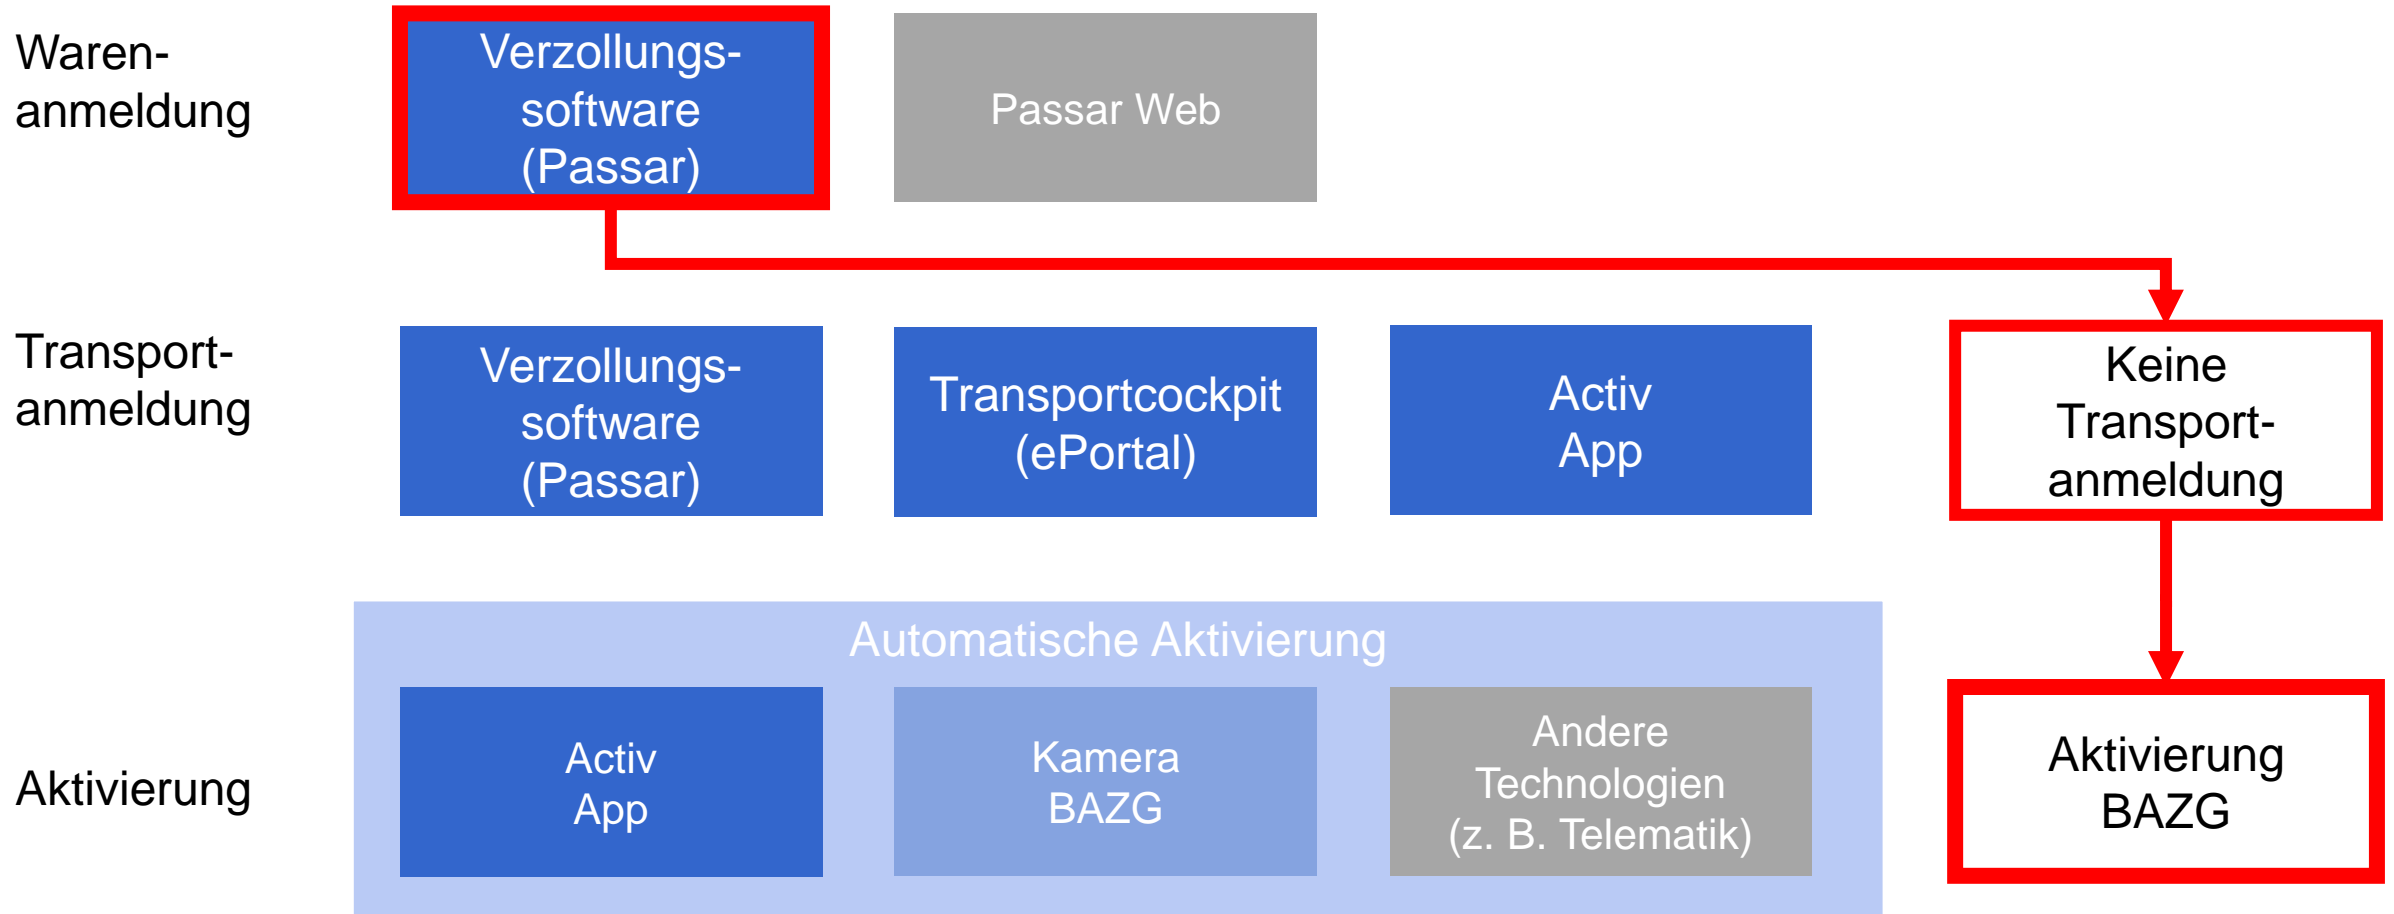 Waren-
anmeldung
Verzollungs-
software
(Passar)
Passar Web
Transport-
anmeldung
Verzollungs-
software
(Passar)
Transportcockpit
(ePortal)
Activ
App
Keine
Transport-
anmeldung
Automatische Aktivierung
Aktivierung
Activ
App
Kamera
BAZG
Andere
Technologien
(z. B. Telematik)
Aktivierung
BAZG